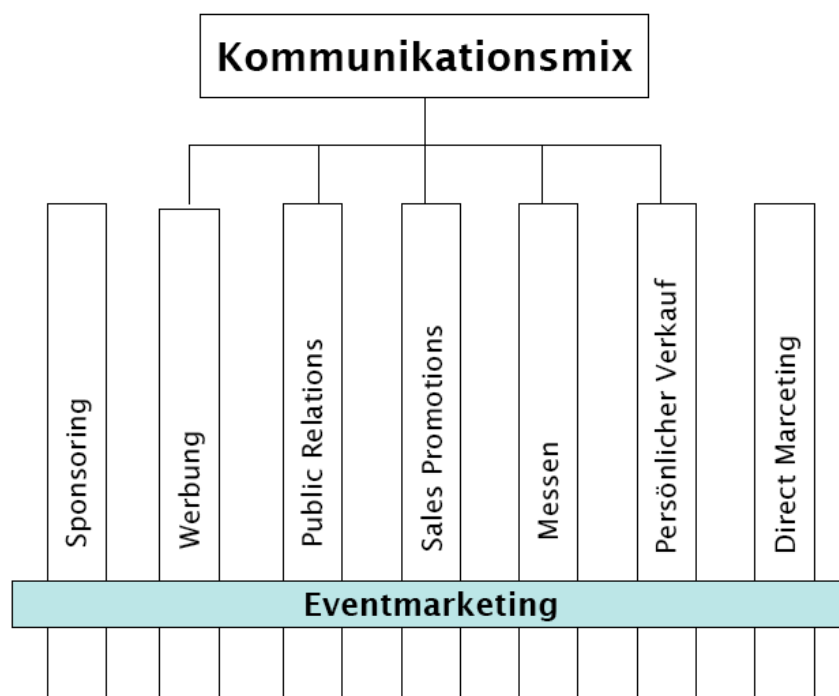 Kommunikationsmix
Sponsoring
Werbung
Public Relations
Sales Promotions
Messen
Persönlicher Verkauf
Direct Marceting
Eventmarketing